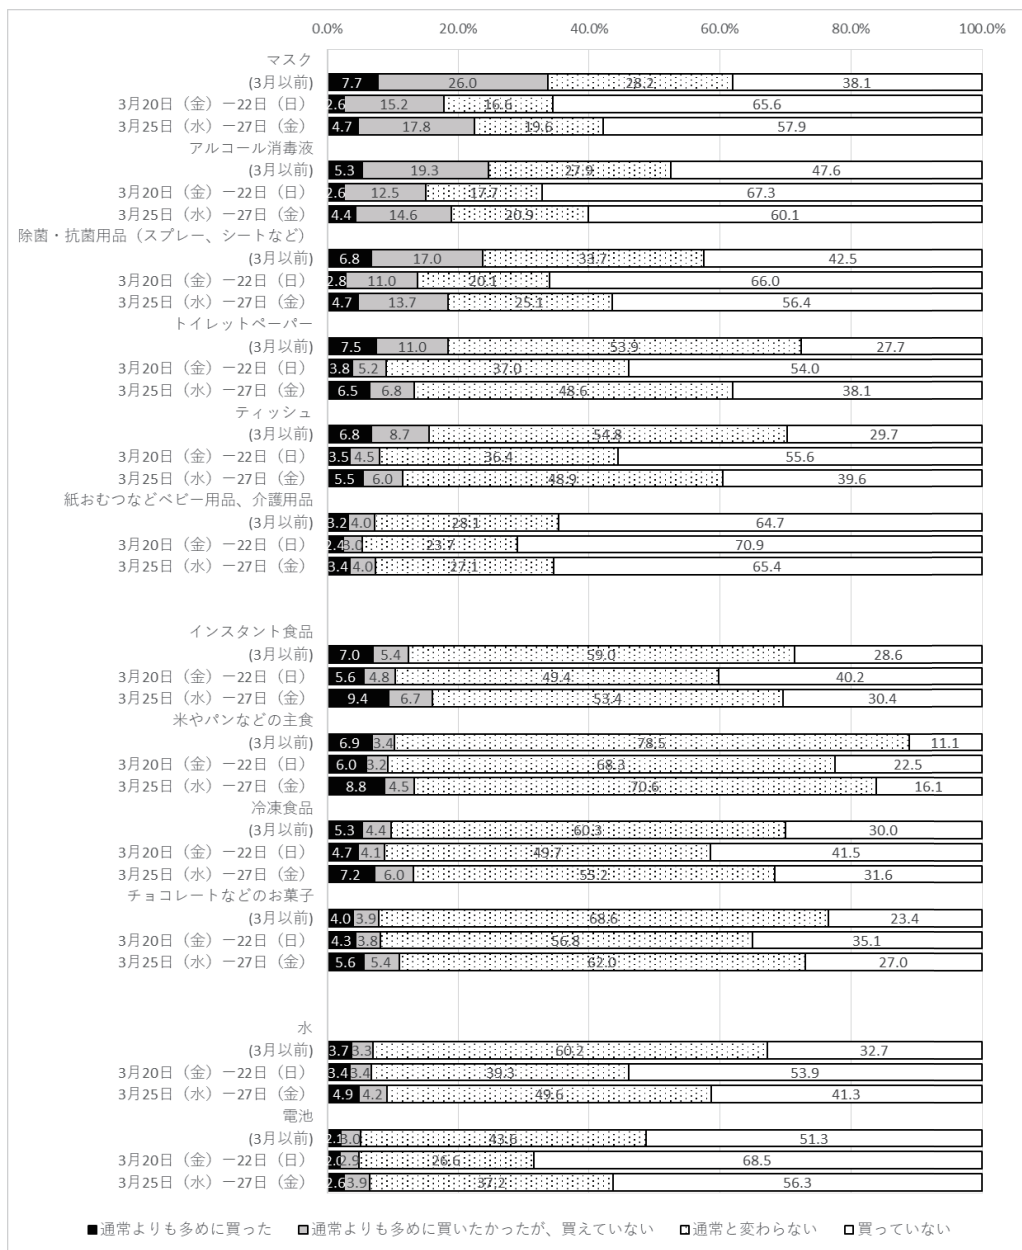 0.0% 20.0% 40.0% 60.0% 80.0% 100.0%
マスク
(3月以前) 7.7 26.0 28.2 38.1
3月20日（金）ー22日（日） 2.6 15.2 16.6 65.6
3月25日（水）ー27日（金） 4.7 17.8 19.6 57.9
アルコール消毒液
(3月以前) 5.3 19.3 27.9 47.6
3月20日（金）ー22日（日） 2.6 12.5 17.7 67.3
3月25日（水）ー27日（金） 4.4 14.6 20.9 60.1
除菌・抗菌用品（スプレー、シートなど）
(3月以前) 6.8 17.0 33.7 42.5
3月20日（金）ー22日（日） 2.8 11.0 20.1 66.0
3月25日（水）ー27日（金） 4.7 13.7 25.1 56.4
トイレットペーパー
(3月以前) 7.5 11.0 53.9 27.7
3月20日（金）ー22日（日） 3.8 5.2 37.0 54.0
3月25日（水）ー27日（金） 6.5 6.8 48.6 38.1
ティッシュ
(3月以前) 6.8 8.7 54.8 29.7
3月20日（金）ー22日（日） 3.5 4.5 36.4 55.6
3月25日（水）ー27日（金） 5.5 6.0 48.9 39.6
紙おむつなどベビー用品、介護用品
(3月以前) 3.2 4.0 28.1 64.7
3月20日（金）ー22日（日） 2.4 3.0 23.7 70.9
3月25日（水）ー27日（金） 3.4 4.0 27.1 65.4
インスタント食品
(3月以前) 7.0 5.4 59.0 28.6
3月20日（金）ー22日（日） 5.6 4.8 49.4 40.2
3月25日（水）ー27日（金） 9.4 6.7 53.4 30.4
米やパンなどの主食
(3月以前) 6.9 3.4 78.5 11.1
3月20日（金）ー22日（日） 6.0 3.2 68.3 22.5
3月25日（水）ー27日（金） 8.8 4.5 70.6 16.1
冷凍食品
(3月以前) 5.3 4.4 60.3 30.0
3月20日（金）ー22日（日） 4.7 4.1 49.7 41.5
3月25日（水）ー27日（金） 7.2 6.0 55.2 31.6
チョコレートなどのお菓子
(3月以前) 4.0 3.9 68.6 23.4
3月20日（金）ー22日（日） 4.3 3.8 56.8 35.1
3月25日（水）ー27日（金） 5.6 5.4 62.0 27.0
水
(3月以前) 3.7 3.3 60.2 32.7
3月20日（金）ー22日（日） 3.4 3.4 39.3 53.9
3月25日（水）ー27日（金） 4.9 4.2 49.6 41.3
電池
(3月以前) 2.1 3.0 43.6 51.3
3月20日（金）ー22日（日） 2.0 2.9 26.6 68.5
3月25日（水）ー27日（金） 2.6 3.9 37.2 56.3
通常よりも多めに買った 通常よりも多めに買いたかったが、買えていない 通常と変わらない 買っていない